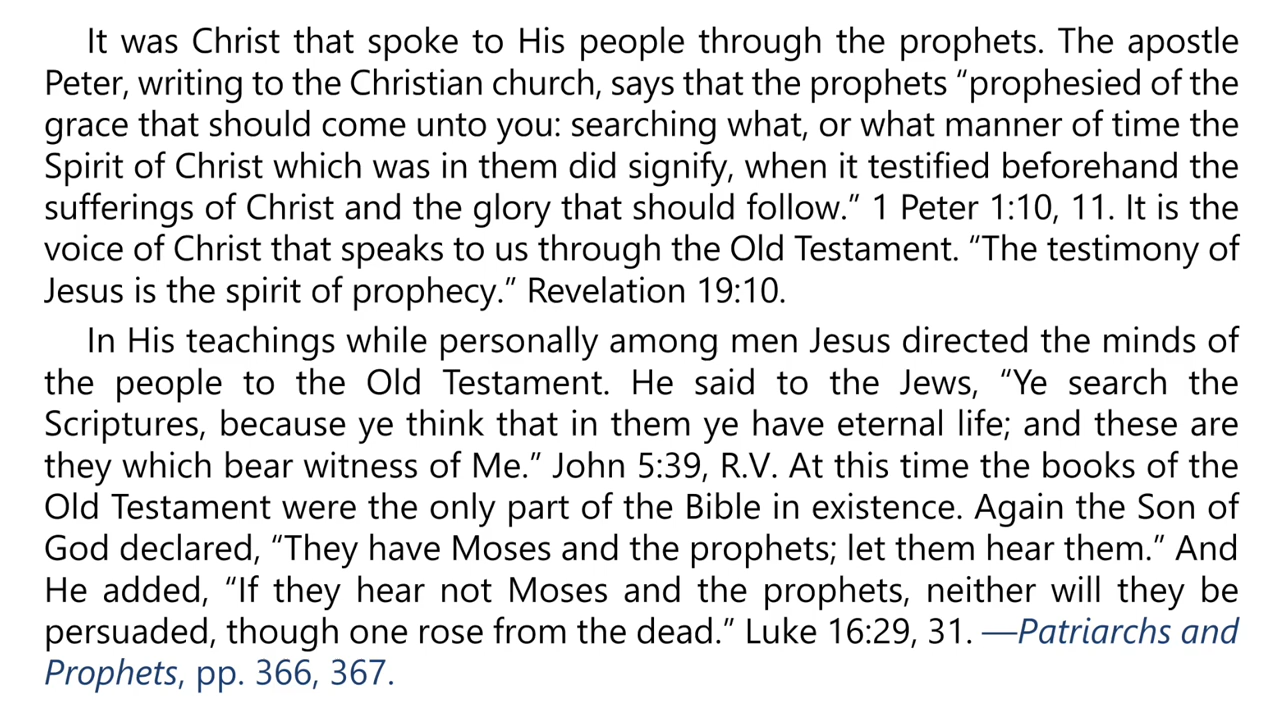 It was Christ that spoke to His people through the prophets. The apostle
Peter, writing to the Christian church, says that the prophets “prophesied of the
grace that should come unto you: searching what, or what manner of time the
Spirit of Christ which was in them did signify, when it testified beforehand the
sufferings of Christ and the glory that should follow.” 1 Peter 1:10, 11. It is the
voice of Christ that speaks to us through the Old Testament. “The testimony of
Jesus is the spirit of prophecy.” Revelation 19:10.
In His teachings while personally among men Jesus directed the minds of
the people to the Old Testament. He said to the Jews, “Ye search the
Scriptures, because ye think that in them ye have eternal life; and these are
they which bear witness of Me.” John 5:39, R.V. At this time the books of the
Old Testament were the only part of the Bible in existence. Again the Son of
God declared, “They have Moses and the prophets; let them hear them.” And
He added, “If they hear not Moses and the prophets, neither will they be
persuaded, though one rose from the dead.” Luke 16:29, 31. —Patriarchs and
Prophets, pp. 366, 367.